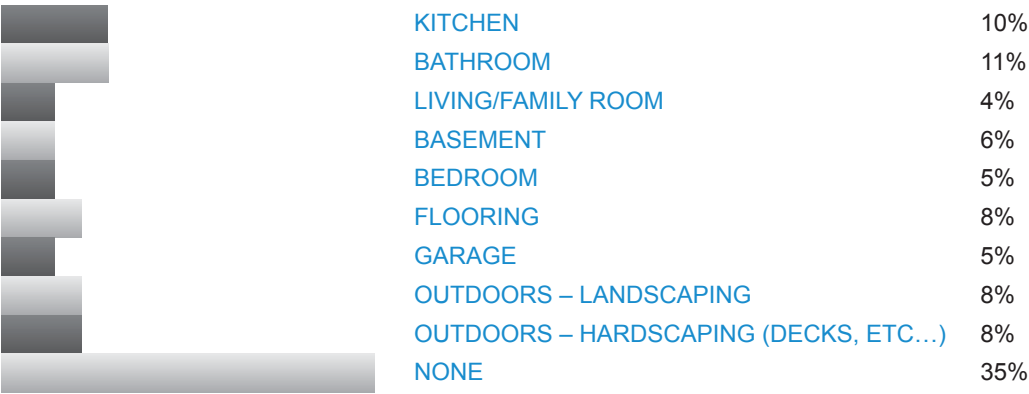 KITCHEN 10%
BATHROOM 11%
LIVING/FAMILY ROOM 4%
BASEMENT 6%
BEDROOM 5%
FLOORING 8%
GARAGE 5%
OUTDOORS – LANDSCAPING 8%
OUTDOORS – HARDSCAPING (DECKS, ETC…) 8%
NONE 35%